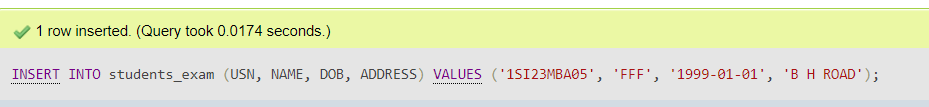 1 row inserted. (Query took 0.0174 seconds.)
INSERT INTO students_exam (USN, NAME, DOB, ADDRESS) VALUES ('1SI23MBA05', 'FFF', '1999-01-01', 'B H ROAD');